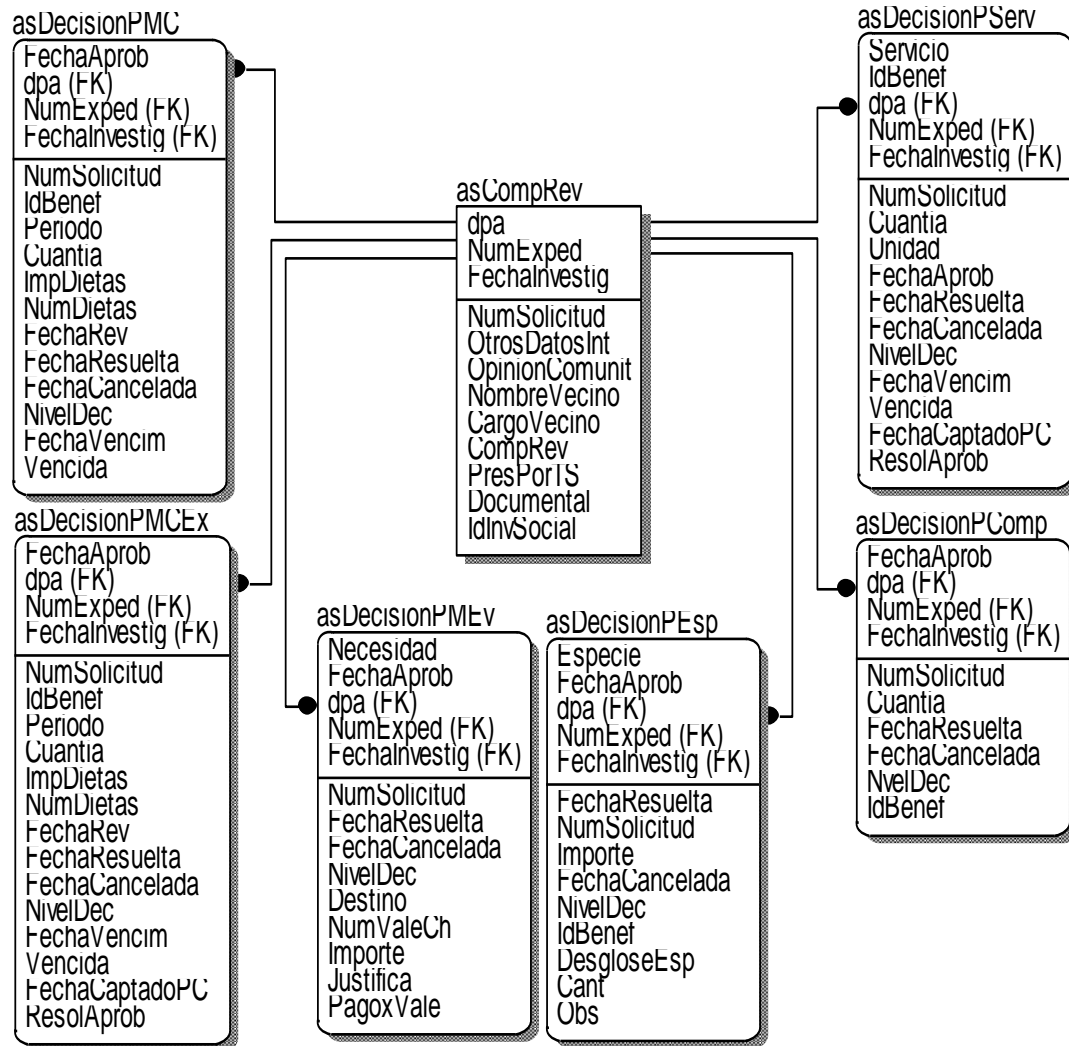 asDecisionPMC
FechaAprob
dpa (FK)
NumExped (FK)
FechaInvestig (FK)
NumSolicitud
IdBenef
Periodo
Cuantia
ImpDietas
NumDietas
FechaRev
FechaResuelta
FechaCancelada
NivelDec
FechaVencim
Vencida
asDecisionPMCEx
FechaAprob
dpa (FK)
NumExped (FK)
FechaInvestig (FK)
NumSolicitud
IdBenef
Periodo
Cuantia
ImpDietas
NumDietas
FechaRev
FechaResuelta
FechaCancelada
NivelDec
FechaVencim
Vencida
FechaCaptadoPC
ResolAprob
asCompRev
dpa
NumExped
FechaInvestig
NumSolicitud
OtrosDatosInt
OpinionComunit
NombreVecino
CargoVecino
CompRev
PresPorTS
Documental
IdInvSocial
asDecisionPMEv
Necesidad
FechaAprob
dpa (FK)
NumExped (FK)
FechaInvestig (FK)
NumSolicitud
FechaResuelta
FechaCancelada
NivelDec
Destino
NumValeCh
Importe
Justifica
PagoxVale
asDecisionPEsp
Especie
FechaAprob
dpa (FK)
NumExped (FK)
FechaInvestig (FK)
FechaResuelta
NumSolicitud
Importe
FechaCancelada
NivelDec
IdBenef
DesgloseEsp
Cant
Obs
asDecisionPServ
Servicio
IdBenef
dpa (FK)
NumExped (FK)
FechaInvestig (FK)
NumSolicitud
Cuantia
Unidad
FechaAprob
FechaResuelta
FechaCancelada
NivelDec
FechaVencim
Vencida
FechaCaptadoPC
ResolAprob
asDecisionPComp
FechaAprob
dpa (FK)
NumExped (FK)
FechaInvestig (FK)
NumSolicitud
Cuantia
FechaResuelta
FechaCancelada
NvelDec
IdBenef